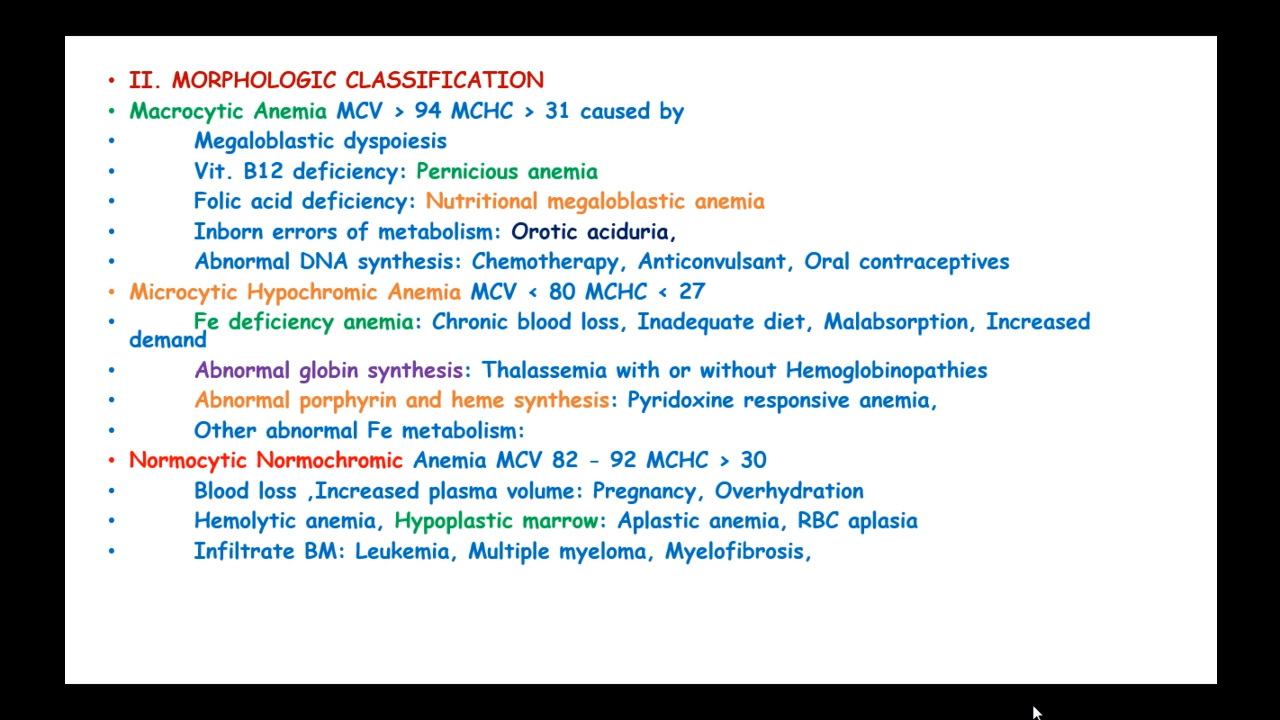 • II. MORPHOLOGIC CLASSIFICATION
• Macrocytic Anemia MCV > 94 MCHC > 31 caused by
• Megaloblastic dyspoiesis
• Vit. B12 deficiency: Pernicious anemia
• Folic acid deficiency: Nutritional megaloblastic anemia
• Inborn errors of metabolism: Orotic aciduria,
• Abnormal DNA synthesis: Chemotherapy, Anticonvulsant, Oral contraceptives
• Microcytic Hypochromic Anemia MCV < 80 MCHC < 27
• Fe deficiency anemia: Chronic blood loss, Inadequate diet, Malabsorption, Increased
demand
• Abnormal globin synthesis: Thalassemia with or without Hemoglobinopathies
• Abnormal porphyrin and heme synthesis: Pyridoxine responsive anemia,
• Other abnormal Fe metabolism:
• Normocytic Normochromic Anemia MCV 82 - 92 MCHC > 30
• Blood loss ,Increased plasma volume: Pregnancy, Overhydration
• Hemolytic anemia, Hypoplastic marrow: Aplastic anemia, RBC aplasia
• Infiltrate BM: Leukemia, Multiple myeloma, Myelofibrosis,